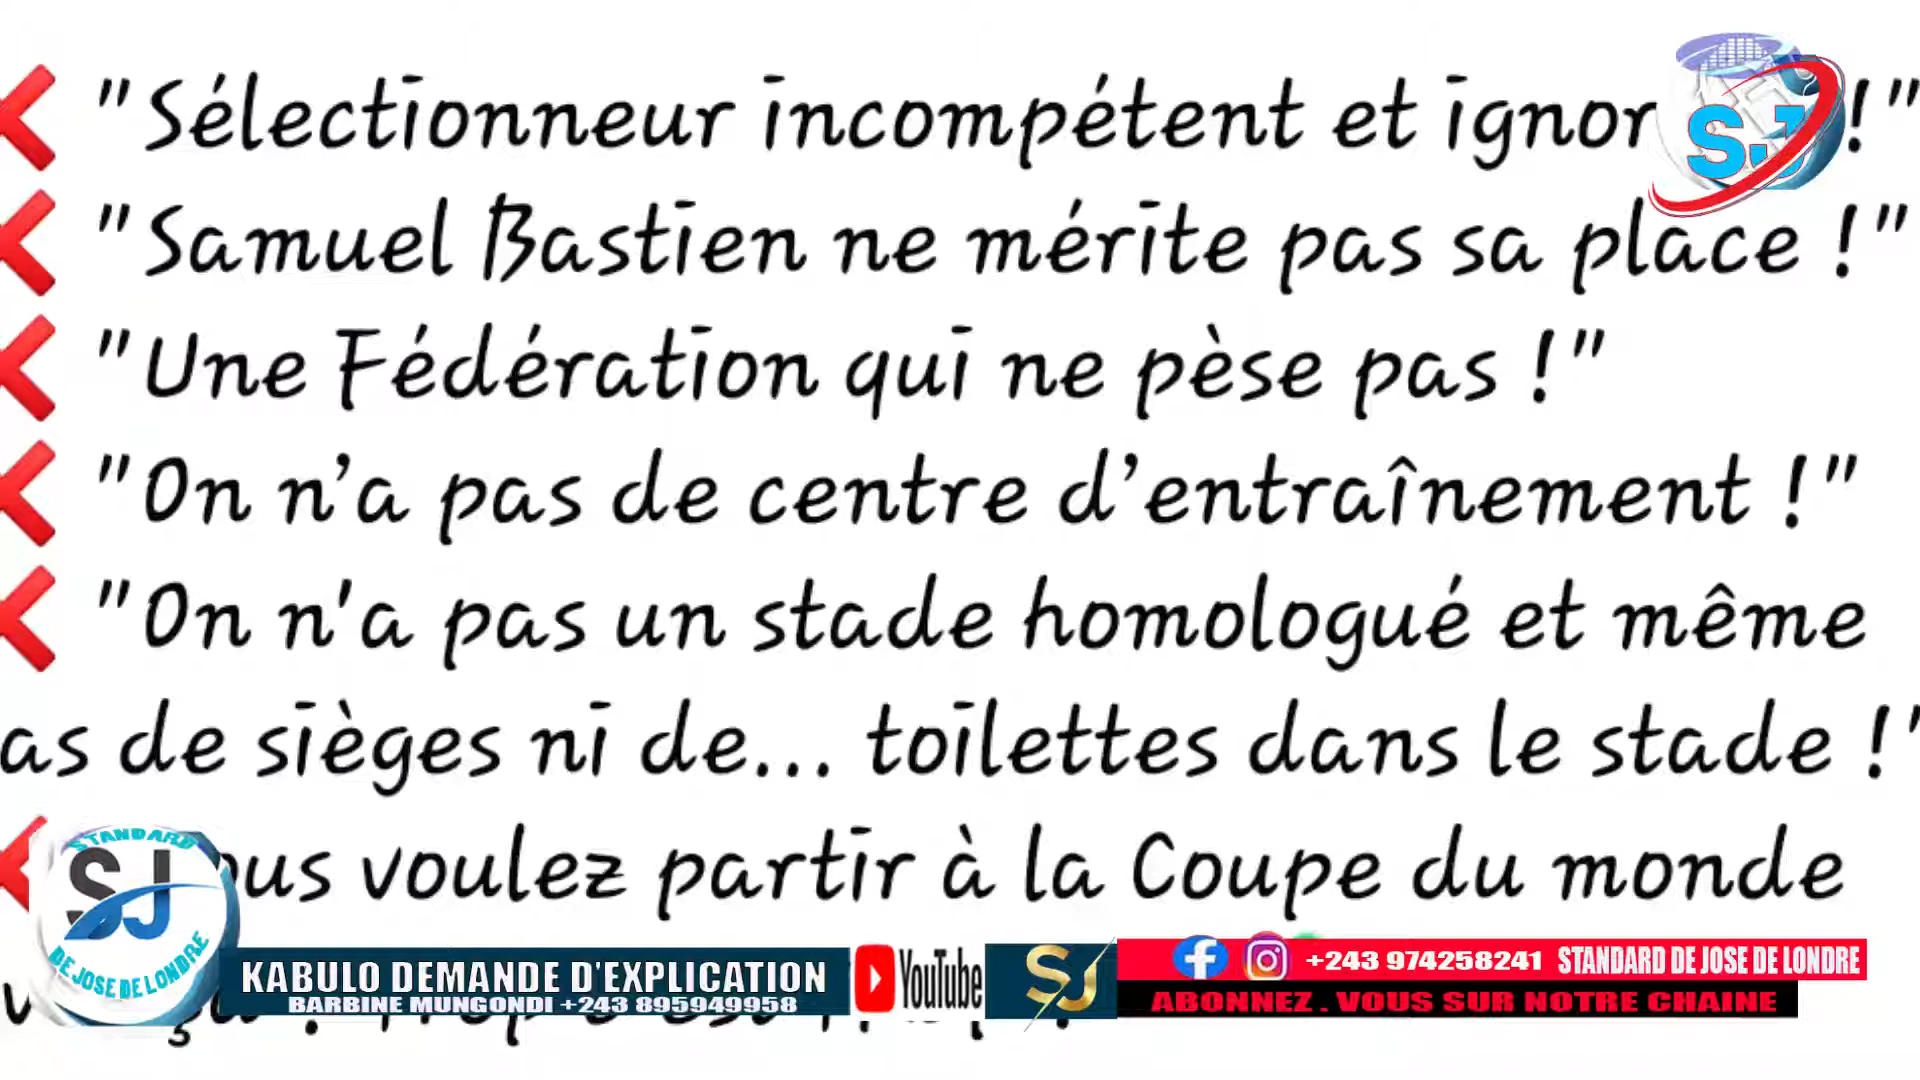 "Sélectionneur incompétent et !"
"Samuel Bastien ne mérite pas sa place !"
"Une Fédération qui ne pèse pas !"
"On n’a pas de centre d’entraînement !"
"On n'a pas un stade homologué et même
de sièges ni de... toilettes dans le stade !"
voulez partir à la Coupe du monde
SJ
STANDARD
SJ
DE JOSE DE LONDRE
KABULO DEMANDE D'EXPLICATION
BARBINE MUNGONDI +243 895949958
YouTube
SJ
+243 974258241 STANDARD DE JOSE DE LONDRE
ABONNEZ . VOUS SUR NOTRE CHAINE